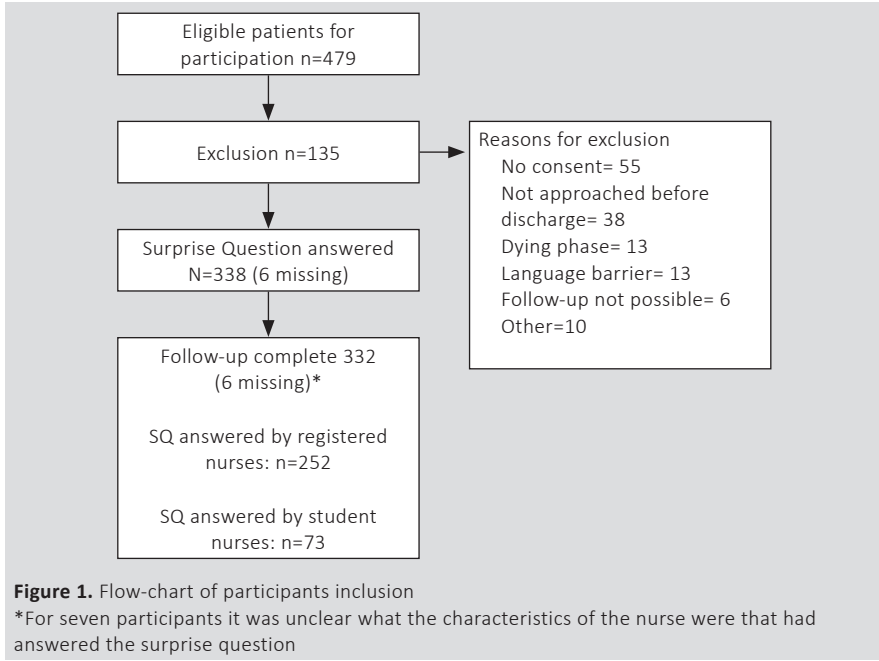 Eligible patients for
participation n=479
Exclusion n=135
Reasons for exclusion
No consent= 55
Not approached before
discharge= 38
Dying phase= 13
Language barrier= 13
Follow-up not possible= 6
Other=10
Surprise Question answered
N=338 (6 missing)
Follow-up complete 332
(6 missing)*
SQ answered by registered
nurses: n=252
SQ answered by student
nurses: n=73
Figure 1. Flow-chart of participants inclusion
*For seven participants it was unclear what the characteristics of the nurse were that had
answered the surprise question